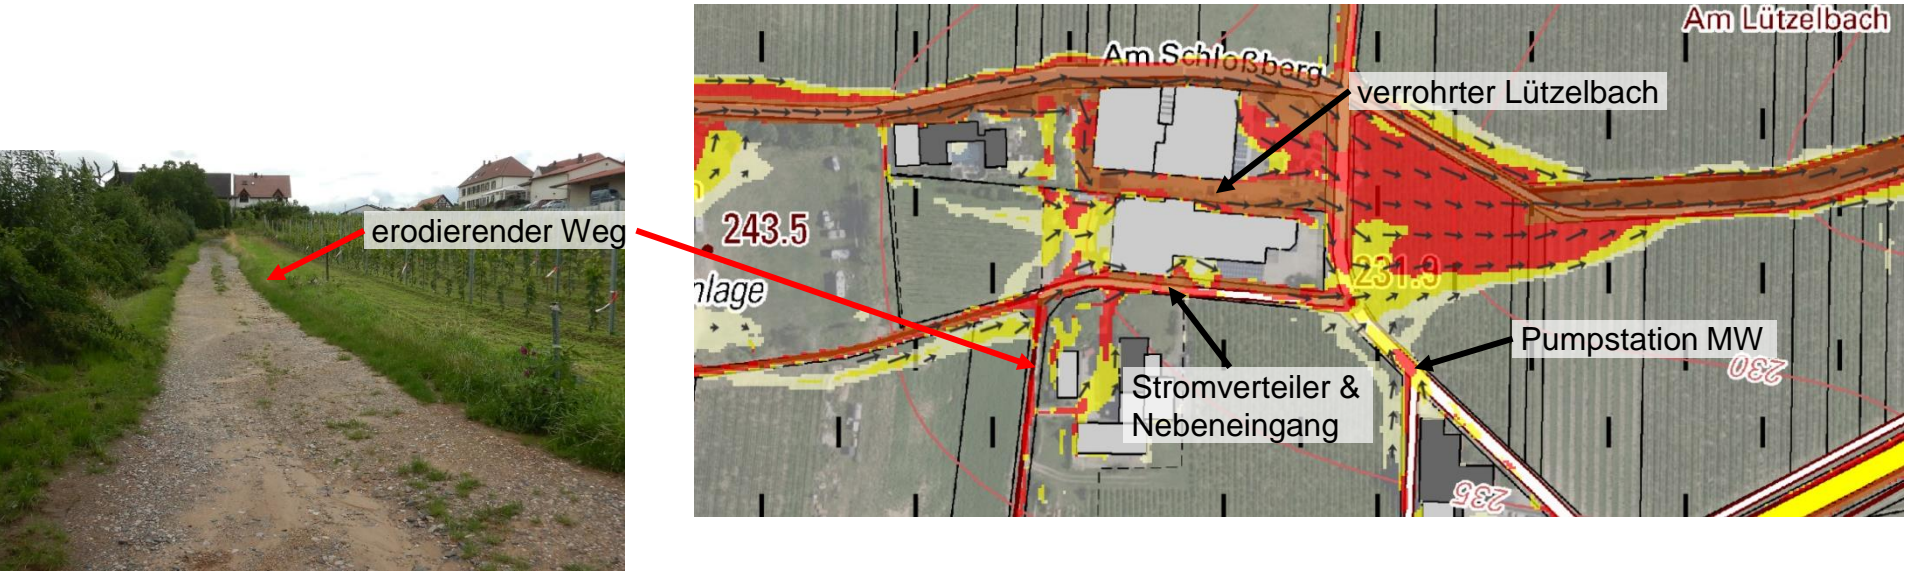 Am Lützelbach
Am Schloßberg
verrohrter Lützelbach
erodierender Weg
243.5
231.9
nlage
Pumpstation MW
230
Stromverteiler &
Nebeneingang
235